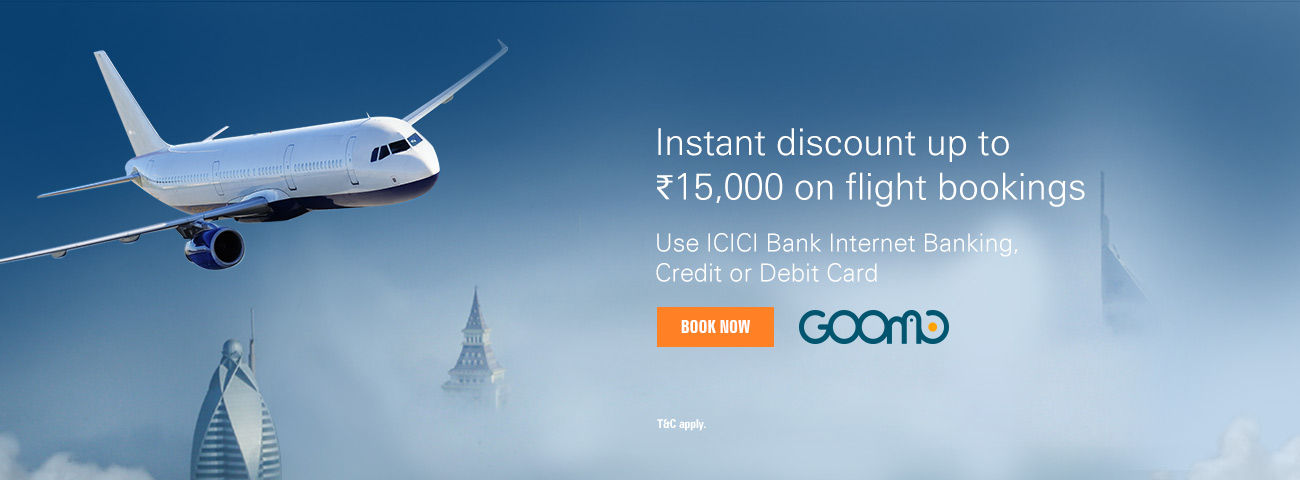 Instant discount up to
₹15,000 on flight bookings
Use ICICI Bank Internet Banking,
Credit or Debit Card
BOOK NOW
GOOMO
T&C apply.